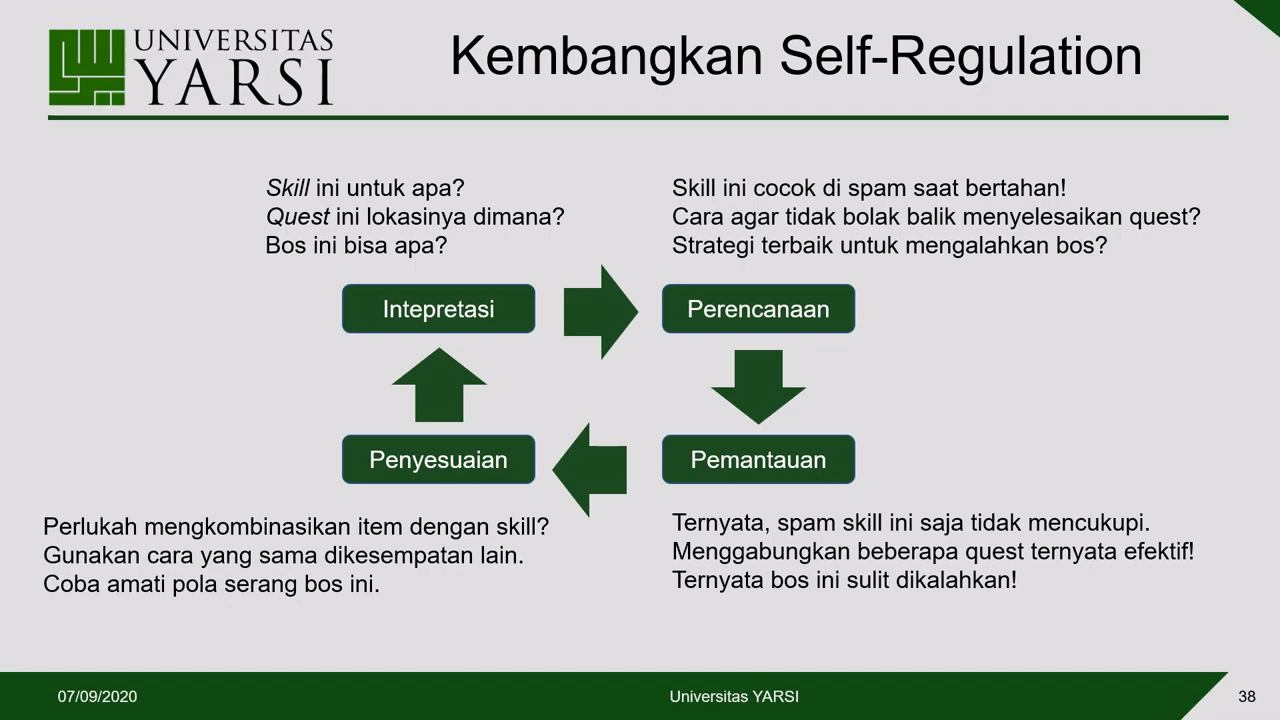 UNIVERSITAS
YARSI
Kembangkan Self-Regulation
Skill ini untuk apa?
Quest ini lokasinya dimana?
Bos ini bisa apa?
Skill ini cocok di spam saat bertahan!
Cara agar tidak bolak balik menyelesaikan quest?
Strategi terbaik untuk mengalahkan bos?
Intepretasi
Perencanaan
Penyesuaian
Pemantauan
Perlukah mengkombinasikan item dengan skill?
Gunakan cara yang sama dikesempatan lain.
Coba amati pola serang bos ini.
Ternyata, spam skill ini saja tidak mencukupi.
Menggabungkan beberapa quest ternyata efektif!
Ternyata bos ini sulit dikalahkan!
07/09/2020
Universitas YARSI
38